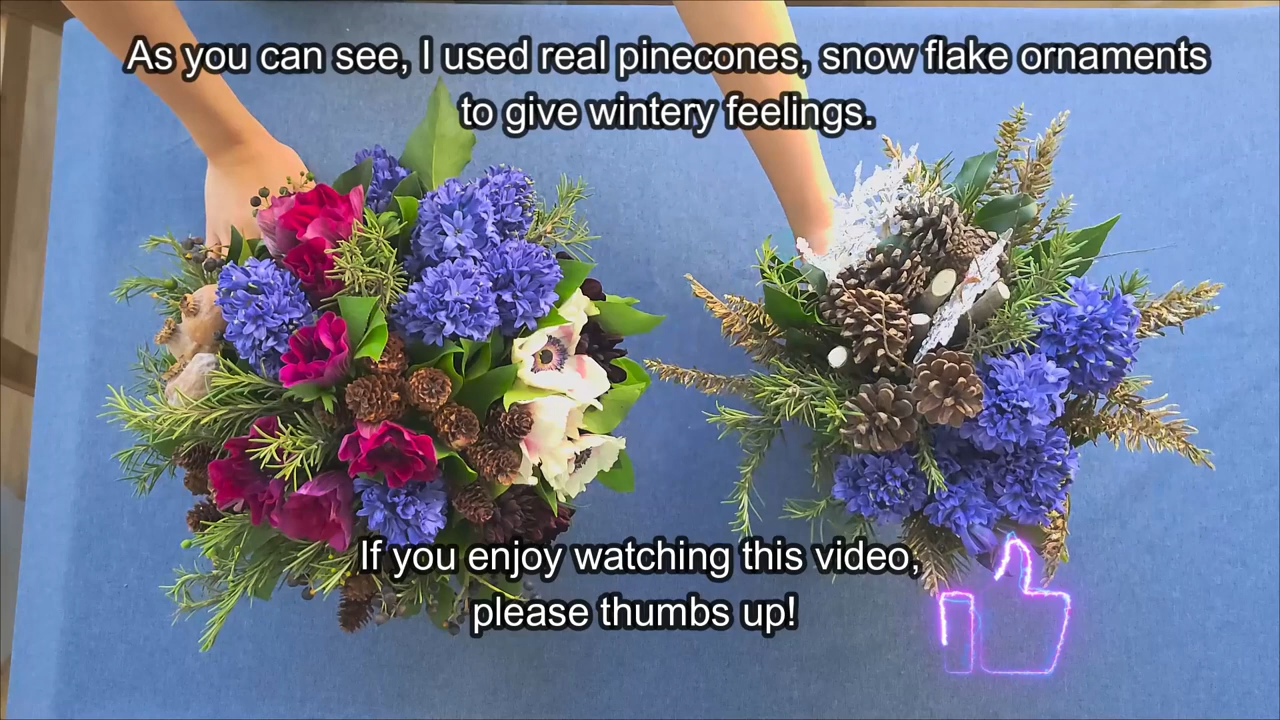 As you can see, I used real pinecones, snow flake ornaments
to give wintery feelings.
If you enjoy watching this video,
please thumbs up!